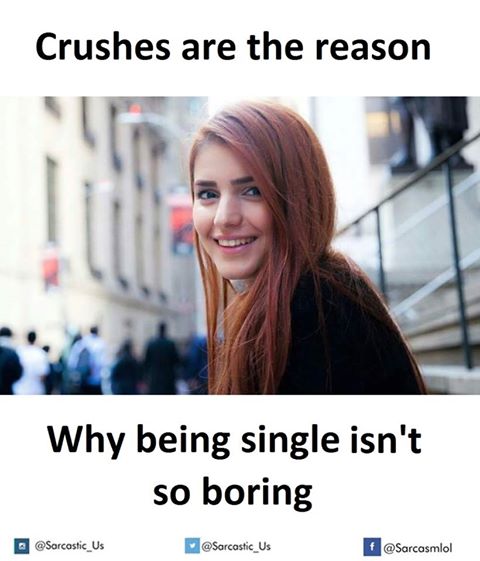 Crushes are the reason
Why being single isn't
so boring
@Sarcastic_Us @Sarcastic_Us @Sarcasmlol